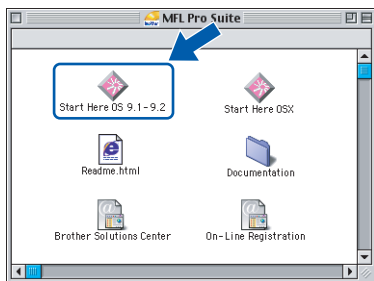 MFL Pro Suite
Start Here OS 9.1-9.2
Start Here OSX
Readme.html
Documentation
Brother Solutions Center
On-Line Registration